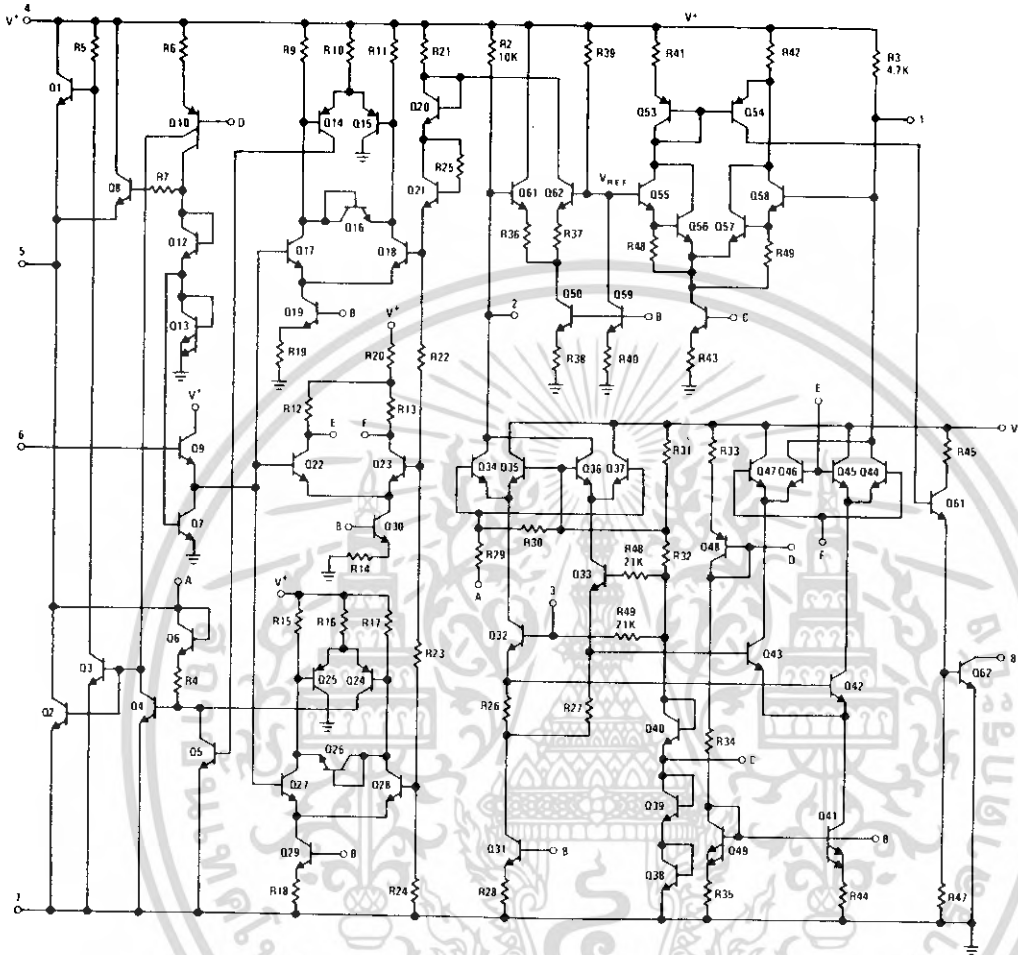 V+ 4 V+
R5 R6 R9 R10 R11 R21 R2 10K R39 R41 R42 R3 4.7K
Q1 Q10 D Q14 Q15 Q20 Q53 Q54 1
Q8 R7 R25 Q61 Q62 VREF Q55 Q58
Q21 Q16 Q56 Q57
Q12 Q17 Q18 R36 R37 R48 R49
5
Q13 Q19 B 2 Q50 Q59 B C
R19 V+ R22 R38 R40 R43
R20
V+ R12 R13 E V
6 Q9 E F R31 R33 R45
Q22 Q23 Q34 Q35 Q36 Q37 Q47 Q46 Q45 Q44
Q7 B Q30 R30 R32 Q48 Q61
R14 R29 R48 21K D F
A V+ A Q33
3 R49 21K
Q6 R15 R16 R17 R23 Q32 Q43 8
Q3 R4 Q25 Q24 Q42 Q62
Q2 Q4 Q5 R26 R27 Q40 R34
Q26 C
Q27 Q28 Q39
Q29 B Q31 B Q49 Q41 B
Q38
7 R18 R24 R28 R35 R44 R47